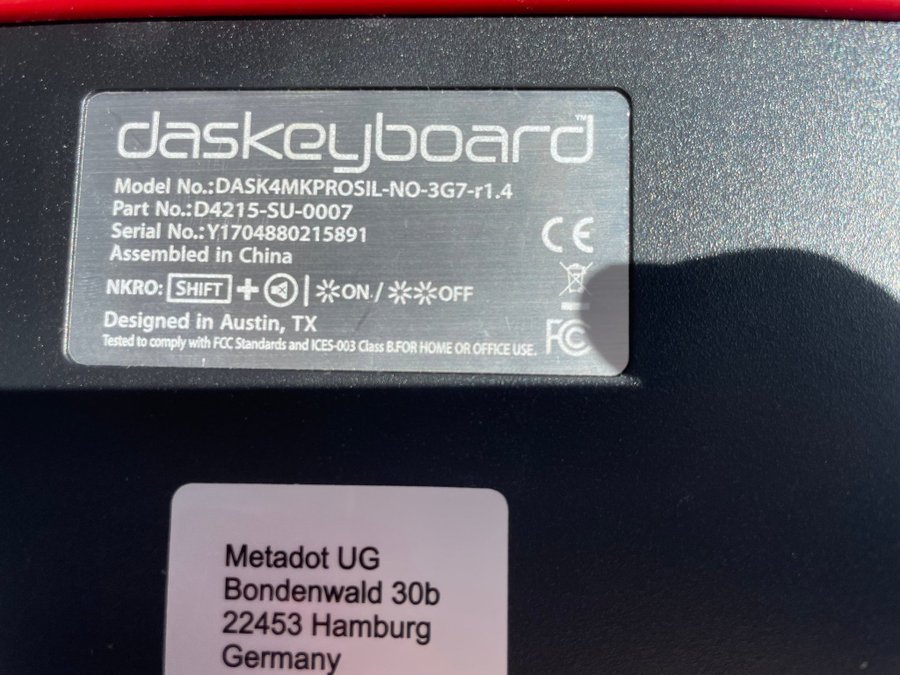 daskeyboard™
Model No.:DASK4MKPROSIL-NO-3G7-r1.4
Part No.:D4215-SU-0007
Serial No.:Y1704880215891
Assembled in China
NKRO: SHIFT + | ON / OFF
Designed in Austin, TX
Tested to comply with FCC Standards and ICES-003 Class B.FOR HOME OR OFFICE USE.
CE
FC
Metadot UG
Bondenwald 30b
22453 Hamburg
Germany